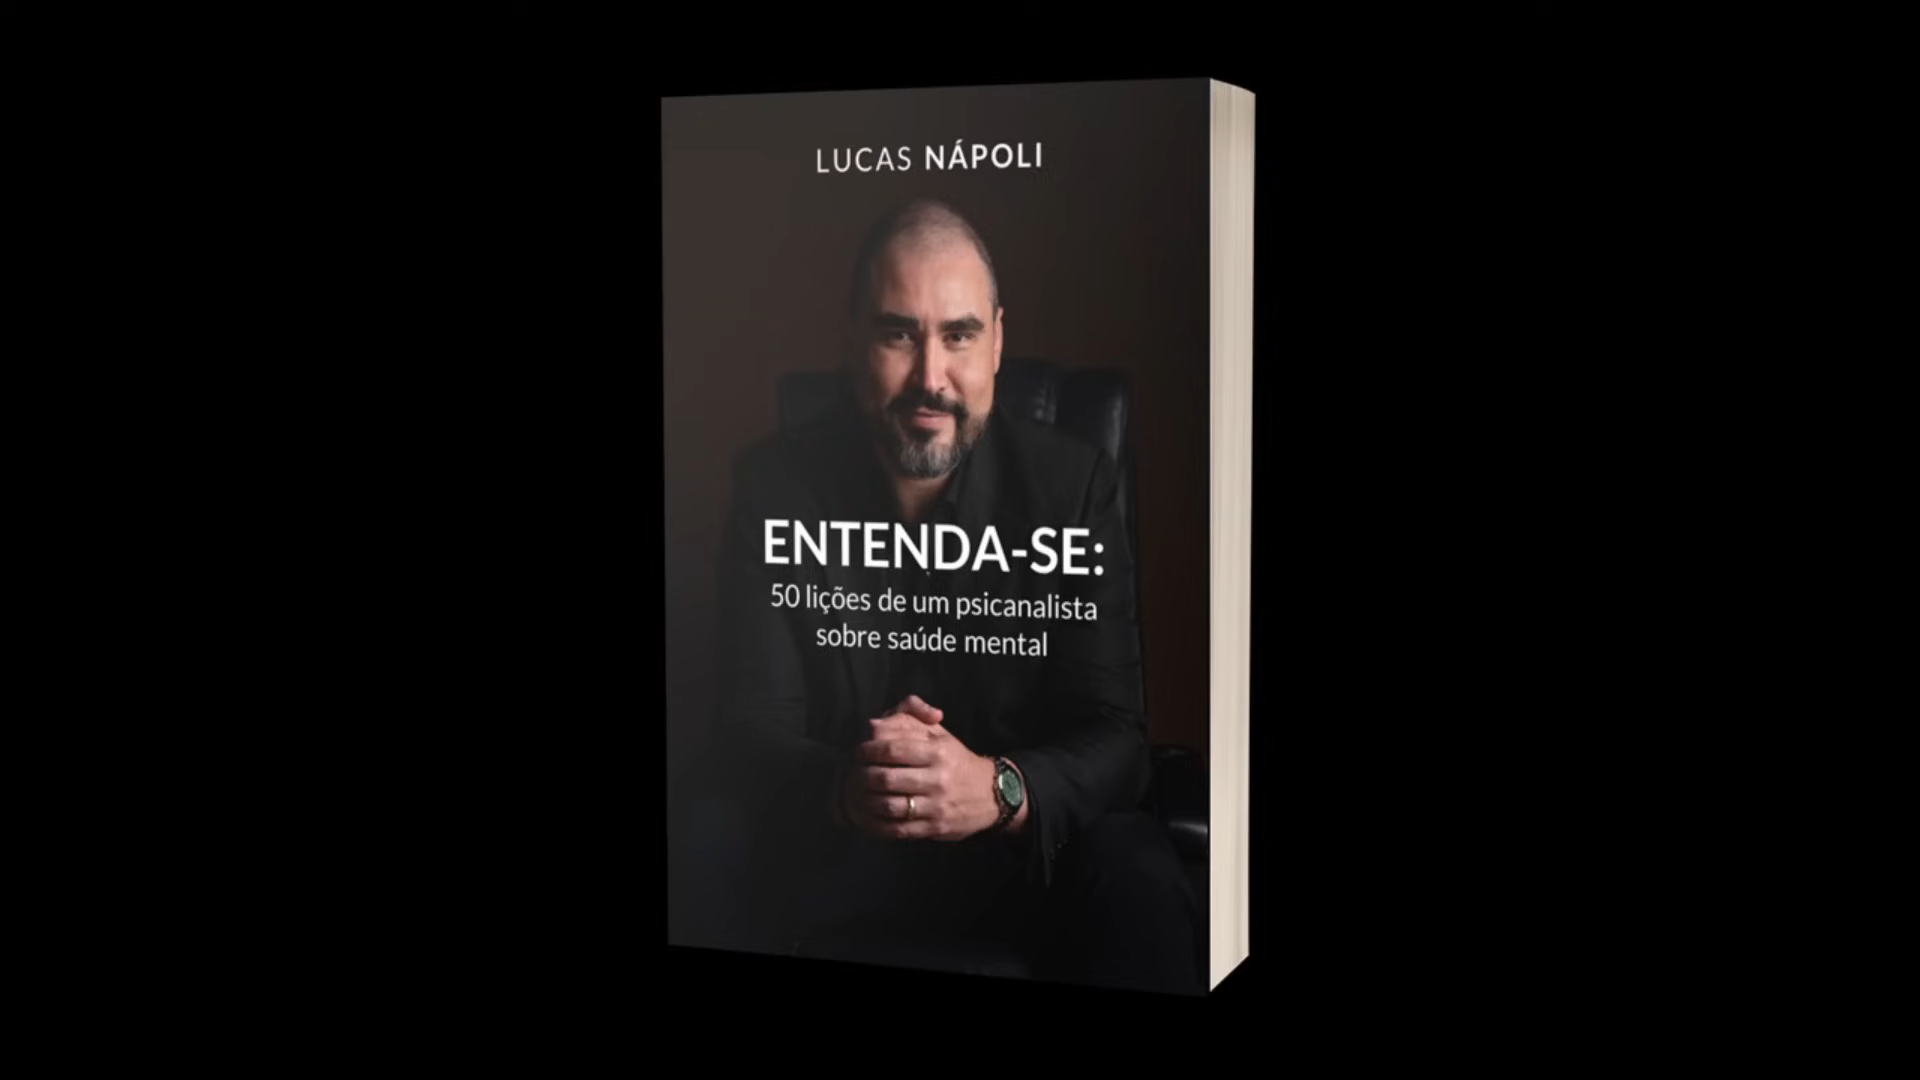 LUCAS NÁPOLI
ENTENDA-SE:
50 lições de um psicanalista
sobre saúde mental